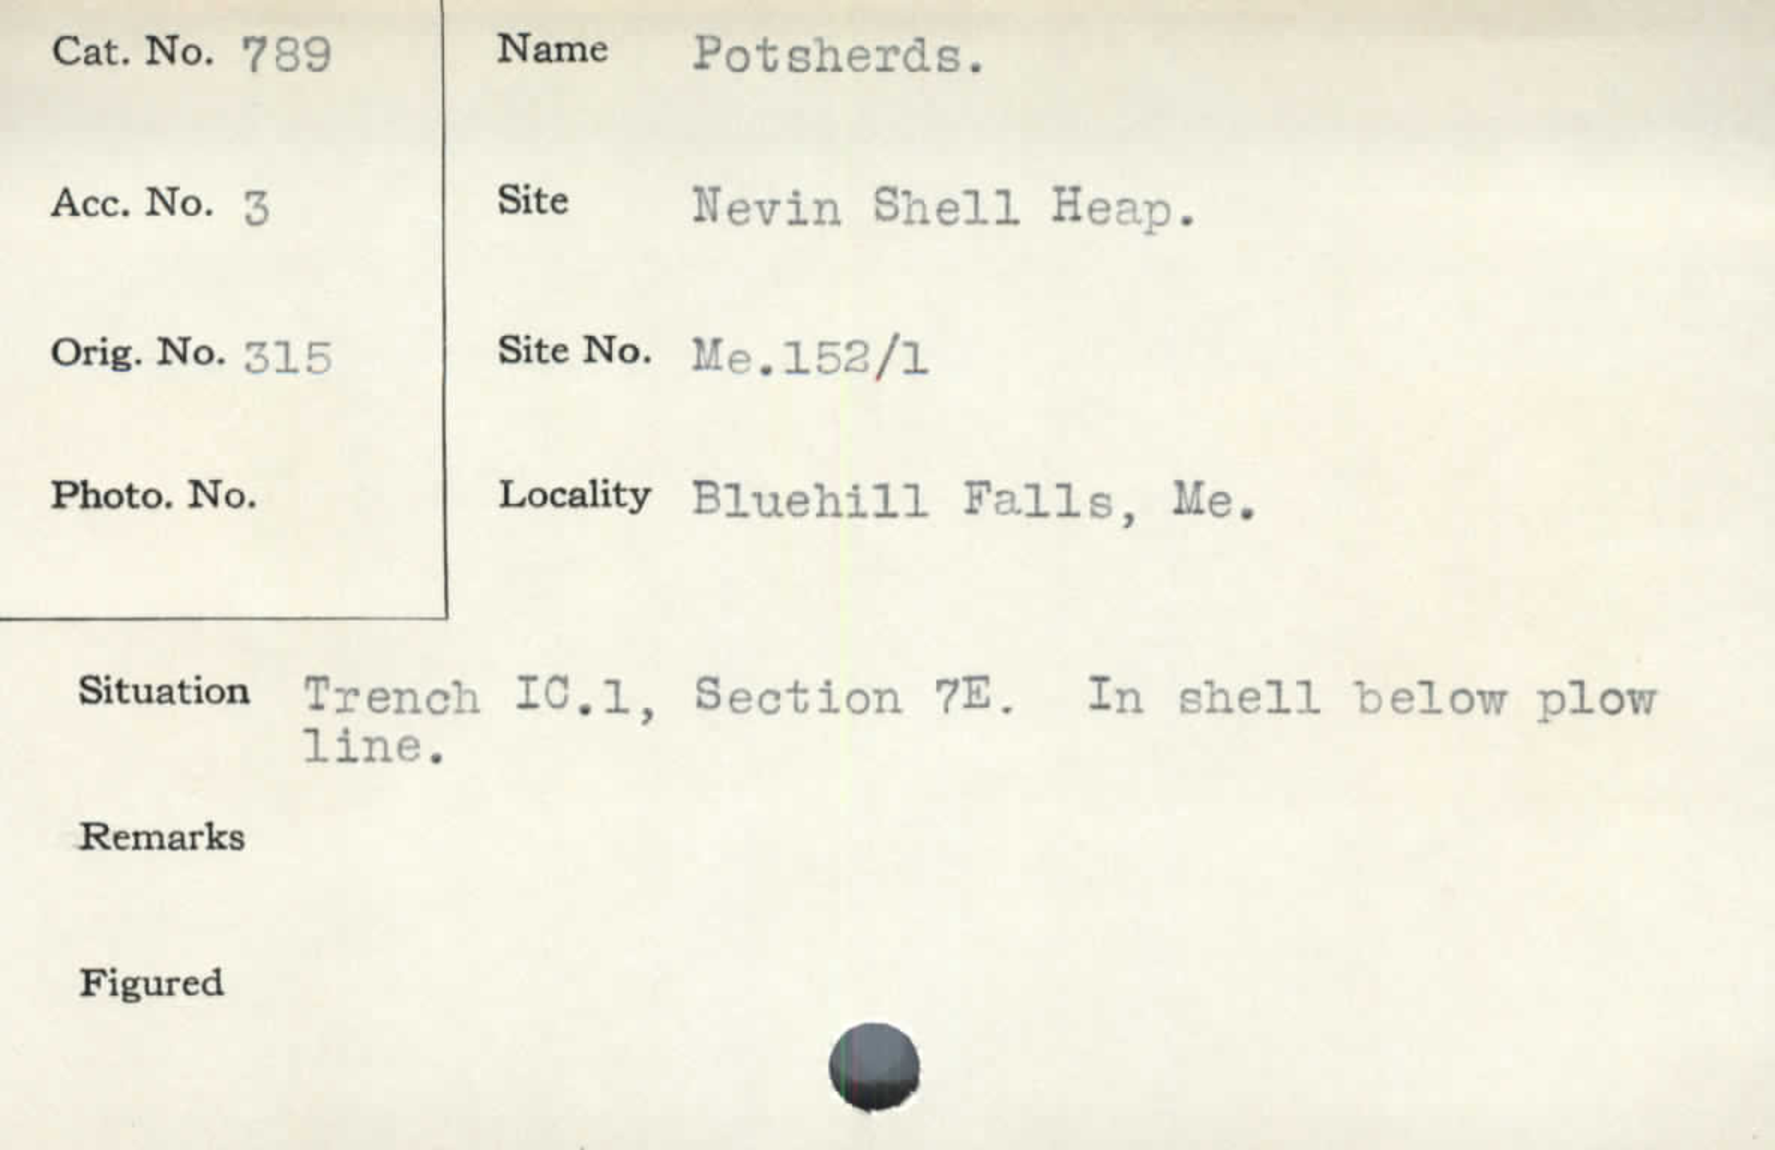 Cat. No. 789
Name Potsherds.
Acc. No. 3
Site Nevin Shell Heap.
Orig. No. 315
Site No. Me.152/1
Photo. No.
Locality Bluehill Falls, Me.
Situation Trench IC.1, Section 7E. In shell below plow
line.
Remarks
Figured